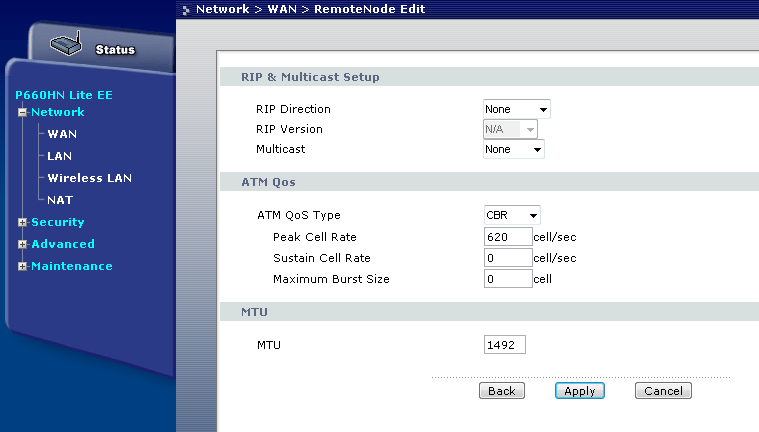 Network > WAN > RemoteNode Edit
Status
P660HN Lite EE
Network
WAN
LAN
Wireless LAN
NAT
Security
Advanced
Maintenance
RIP & Multicast Setup
RIP Direction None
RIP Version N/A
Multicast None
ATM Qos
ATM QoS Type CBR
Peak Cell Rate 620 cell/sec
Sustain Cell Rate 0 cell/sec
Maximum Burst Size 0 cell
MTU
MTU 1492
Back Apply Cancel